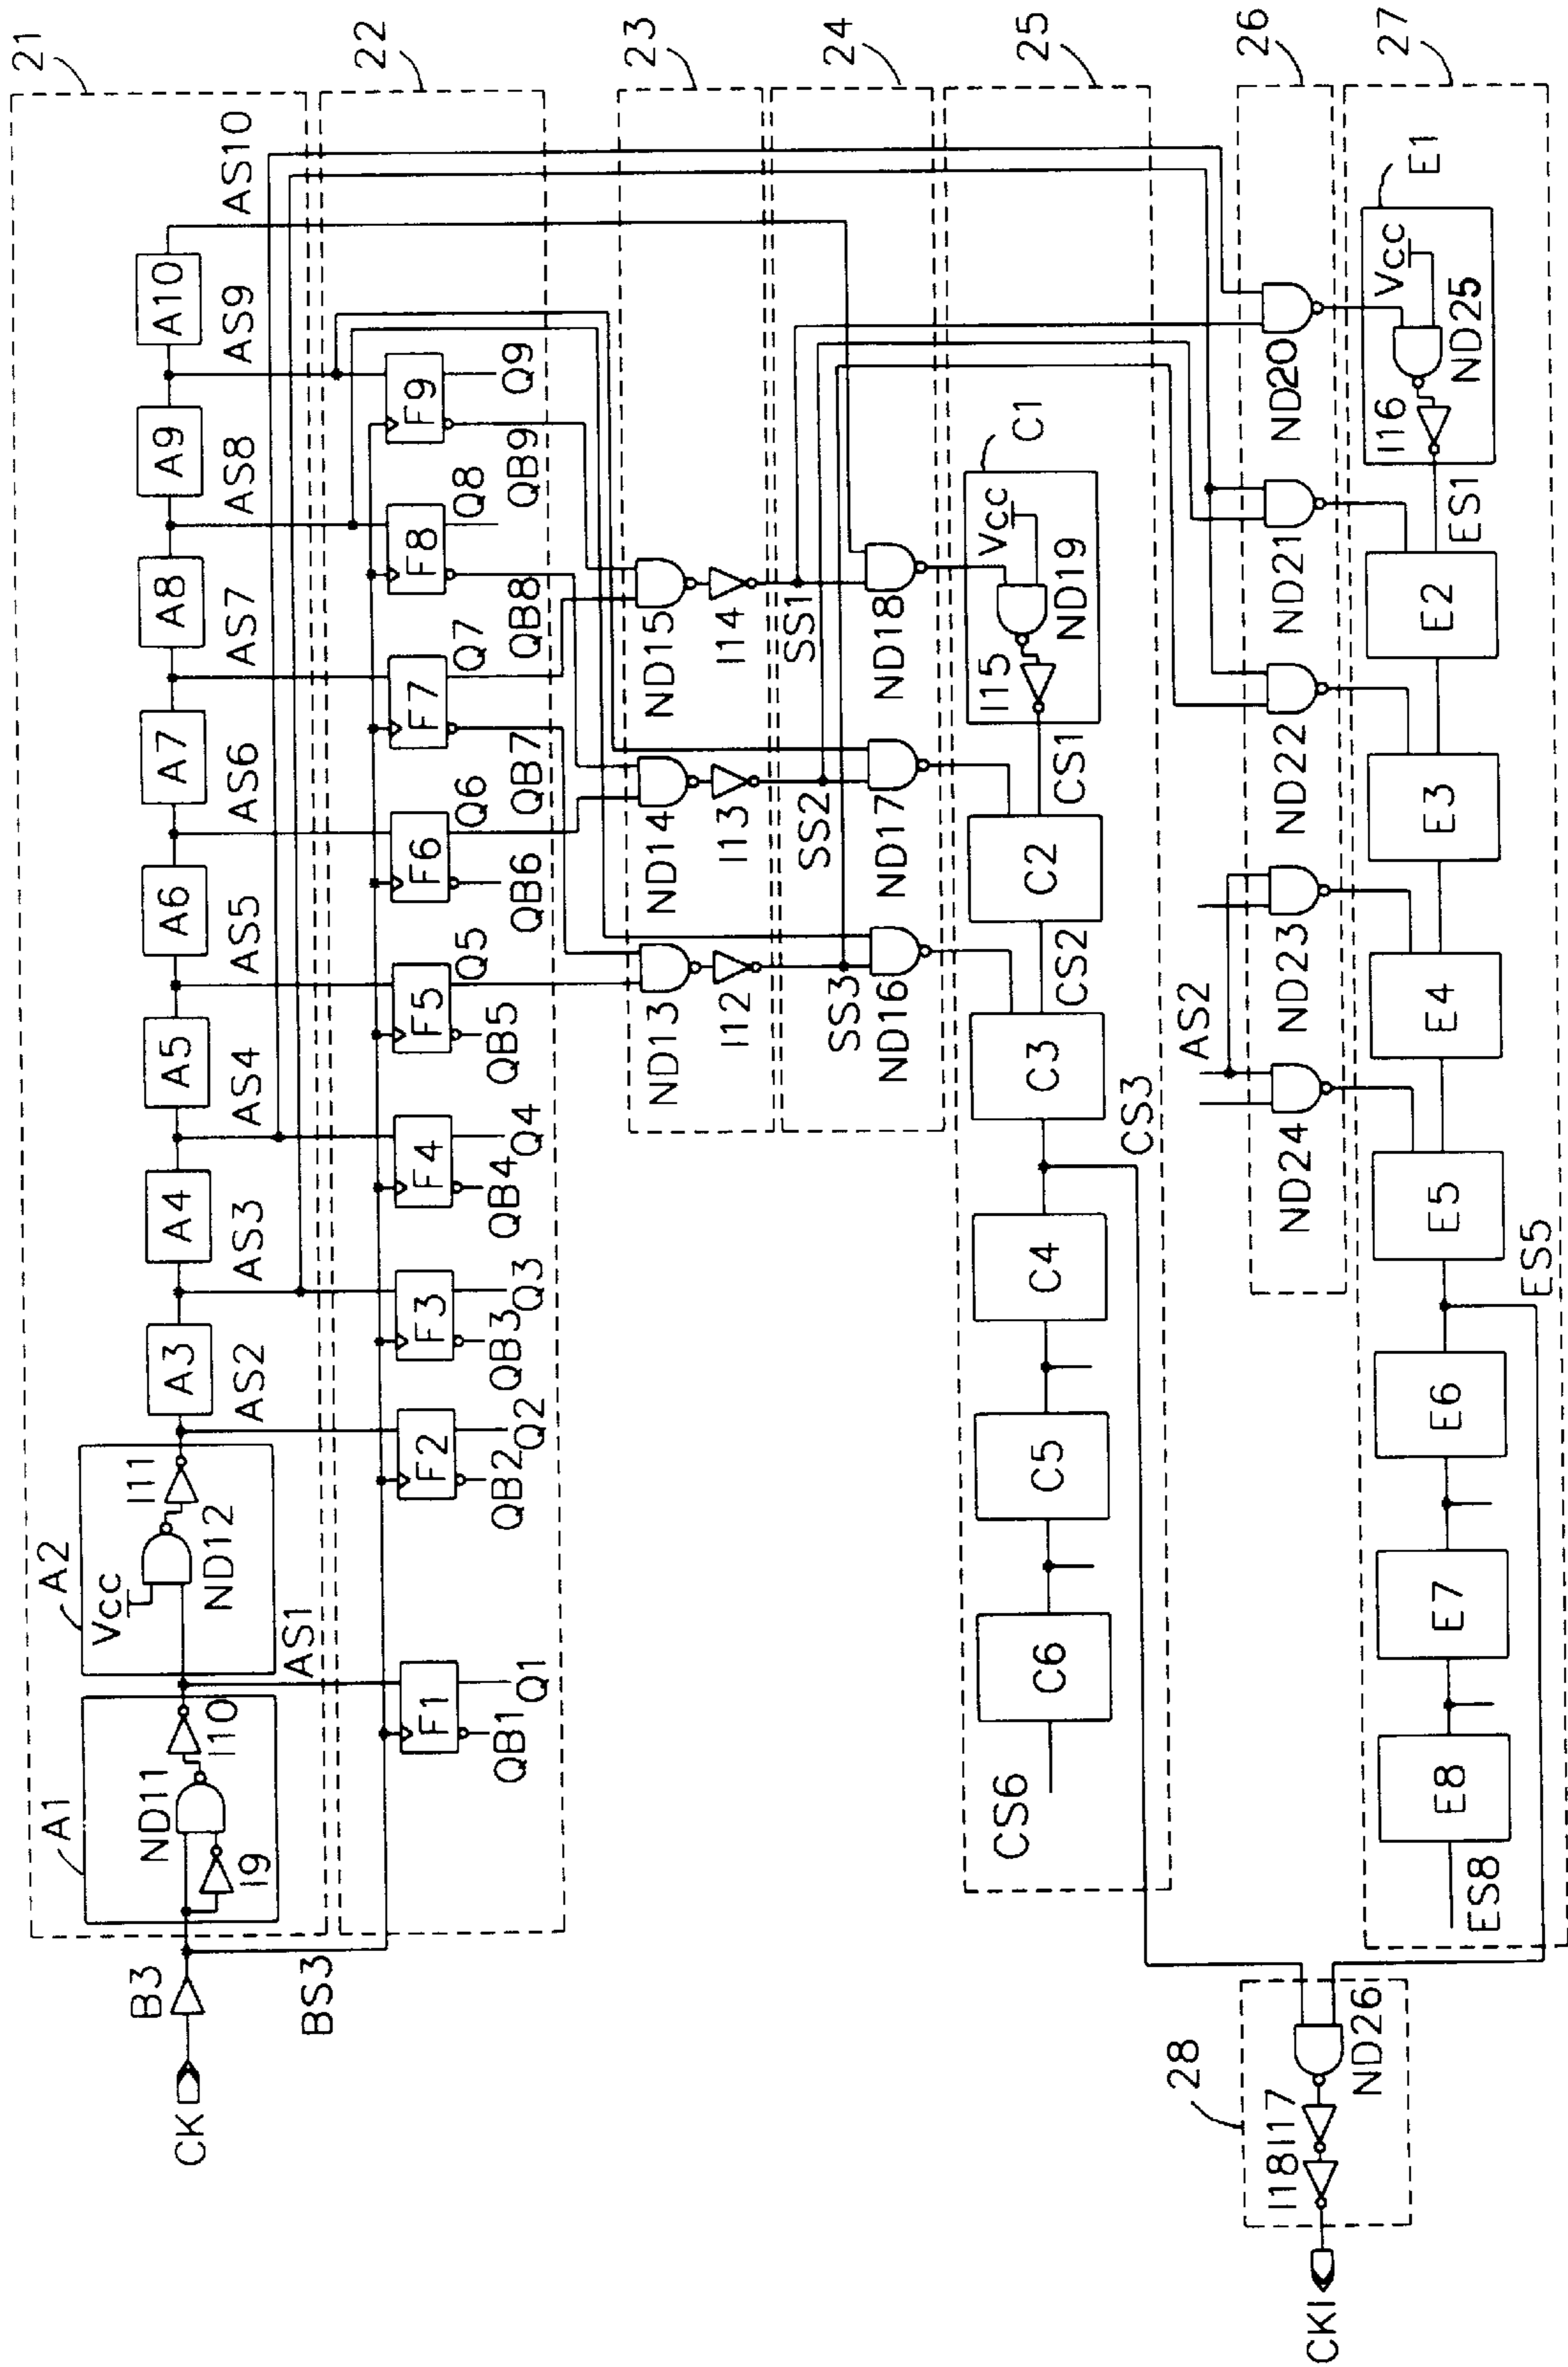 21
22
23
24
25
26
27
AS10
A10
AS9
A9
AS8
A8
AS7
A7
AS6
A6
AS5
A5
AS4
A4
AS3
A3
AS2
A2
Vcc
ND12
I11
AS1
A1
ND11
I10
I9
B3
BS3
CK
F9
Q9
QB9
F8
Q8
QB8
F7
Q7
QB7
F6
Q6
QB6
F5
Q5
QB5
F4
Q4
QB4
F3
Q3
QB3
F2
Q2
QB2
F1
Q1
QB1
ND15
I14
ND14
I13
ND13
I12
SS1
ND18
SS2
ND17
SS3
ND16
C1
Vcc
ND19
I15
CS1
C2
CS2
C3
CS3
C4
C5
C6
CS6
ND20
ND21
ND22
ND23
ND24
AS2
E1
Vcc
ND25
I16
ES1
E2
E3
E4
E5
ES5
E6
E7
E8
ES8
28
ND26
I17
I18
CKI